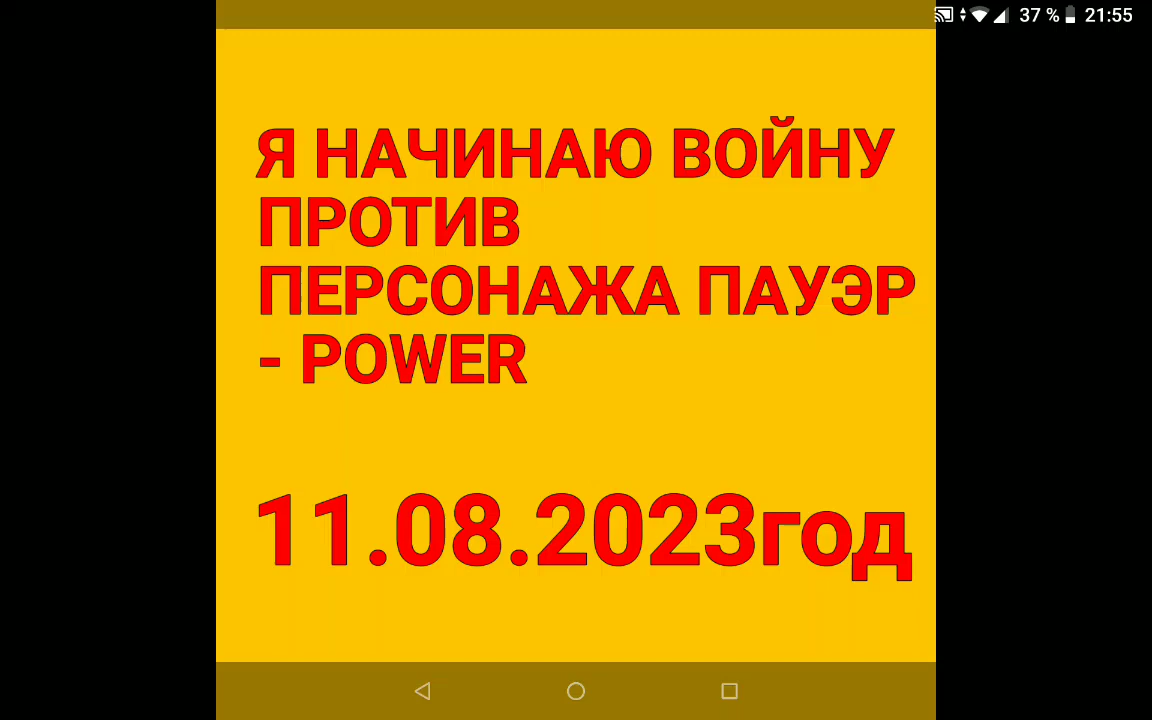 37 % 21:55
Я НАЧИНАЮ ВОЙНУ
ПРОТИВ
ПЕРСОНАЖА ПАУЭР
- POWER
11.08.2023год